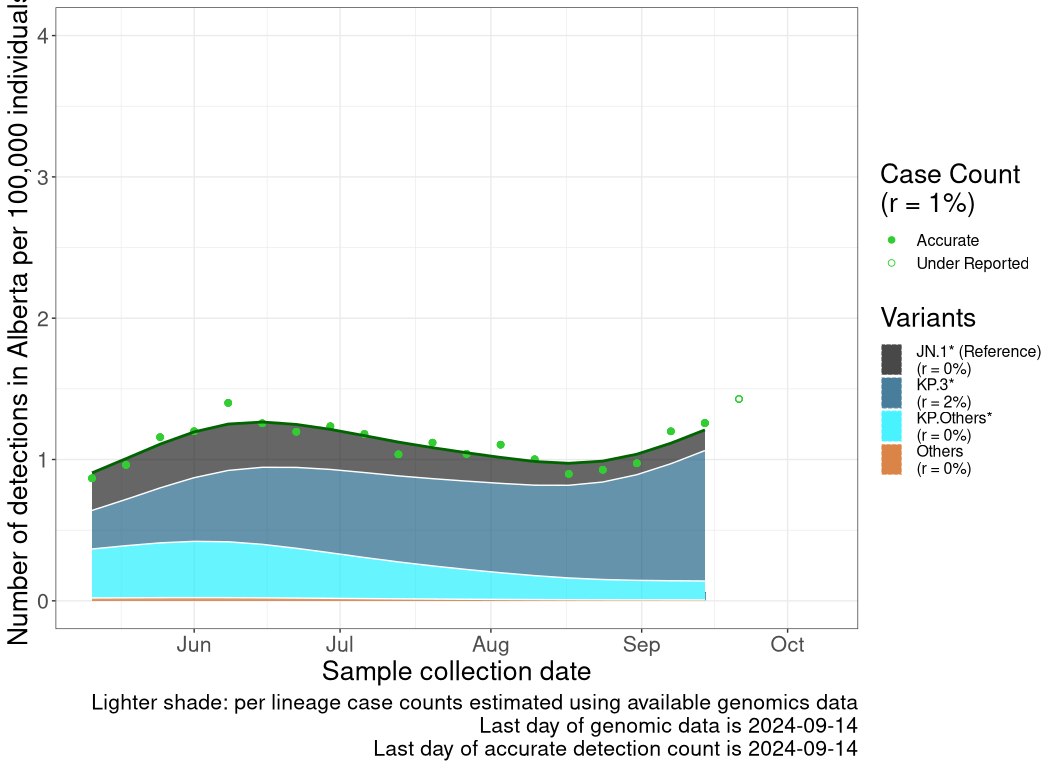 Number of detections in Alberta per 100,000 individuals
4
3
2
1
0
Jun Jul Aug Sep Oct
Sample collection date
Lighter shade: per lineage case counts estimated using available genomics data
Last day of genomic data is 2024-09-14
Last day of accurate detection count is 2024-09-14
Case Count
(r = 1%)
Accurate
Under Reported
Variants
JN.1* (Reference)
(r = 0%)
KP.3*
(r = 2%)
KP.Others*
(r = 0%)
Others
(r = 0%)